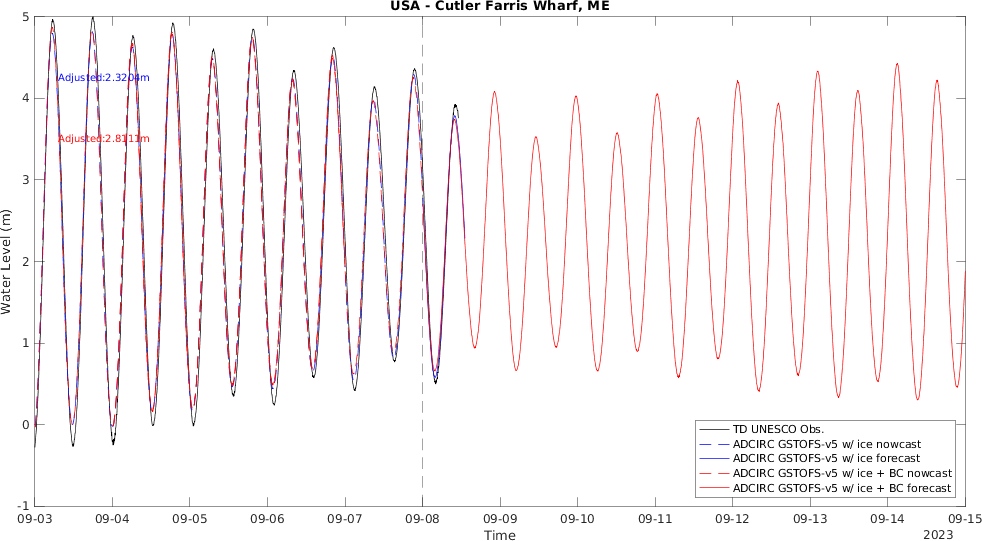 USA - Cutler Farris Wharf, ME
5
4
3
2
1
0
-1
Water Level (m)
Adjusted:2.3204m
Adjusted:2.8111m
TD UNESCO Obs.
ADCIRC GSTOFS-v5 w/ ice nowcast
ADCIRC GSTOFS-v5 w/ ice forecast
ADCIRC GSTOFS-v5 w/ ice + BC nowcast
ADCIRC GSTOFS-v5 w/ ice + BC forecast
09-03 09-04 09-05 09-06 09-07 09-08 09-09 09-10 09-11 09-12 09-13 09-14 09-15
Time
2023